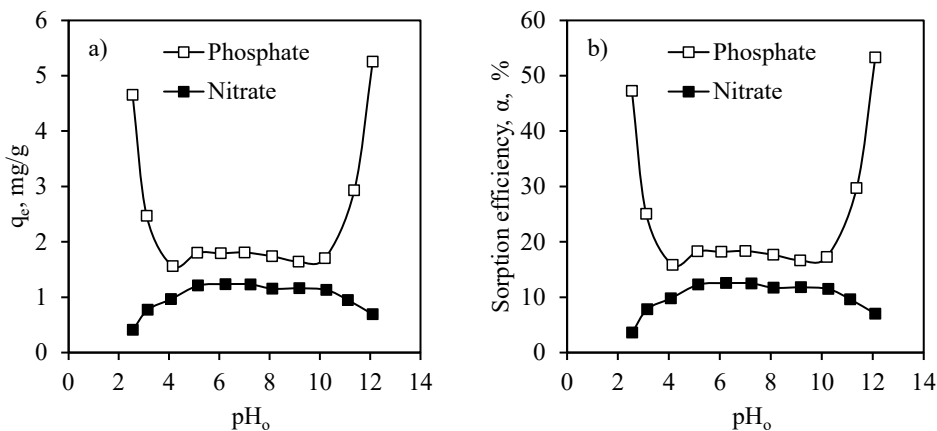 a)
Phosphate
Nitrate
qe, mg/g
6
5
4
3
2
1
0
0 2 4 6 8 10 12 14
pHo
b)
Phosphate
Nitrate
Sorption efficiency, α, %
60
50
40
30
20
10
0
0 2 4 6 8 10 12 14
pHo